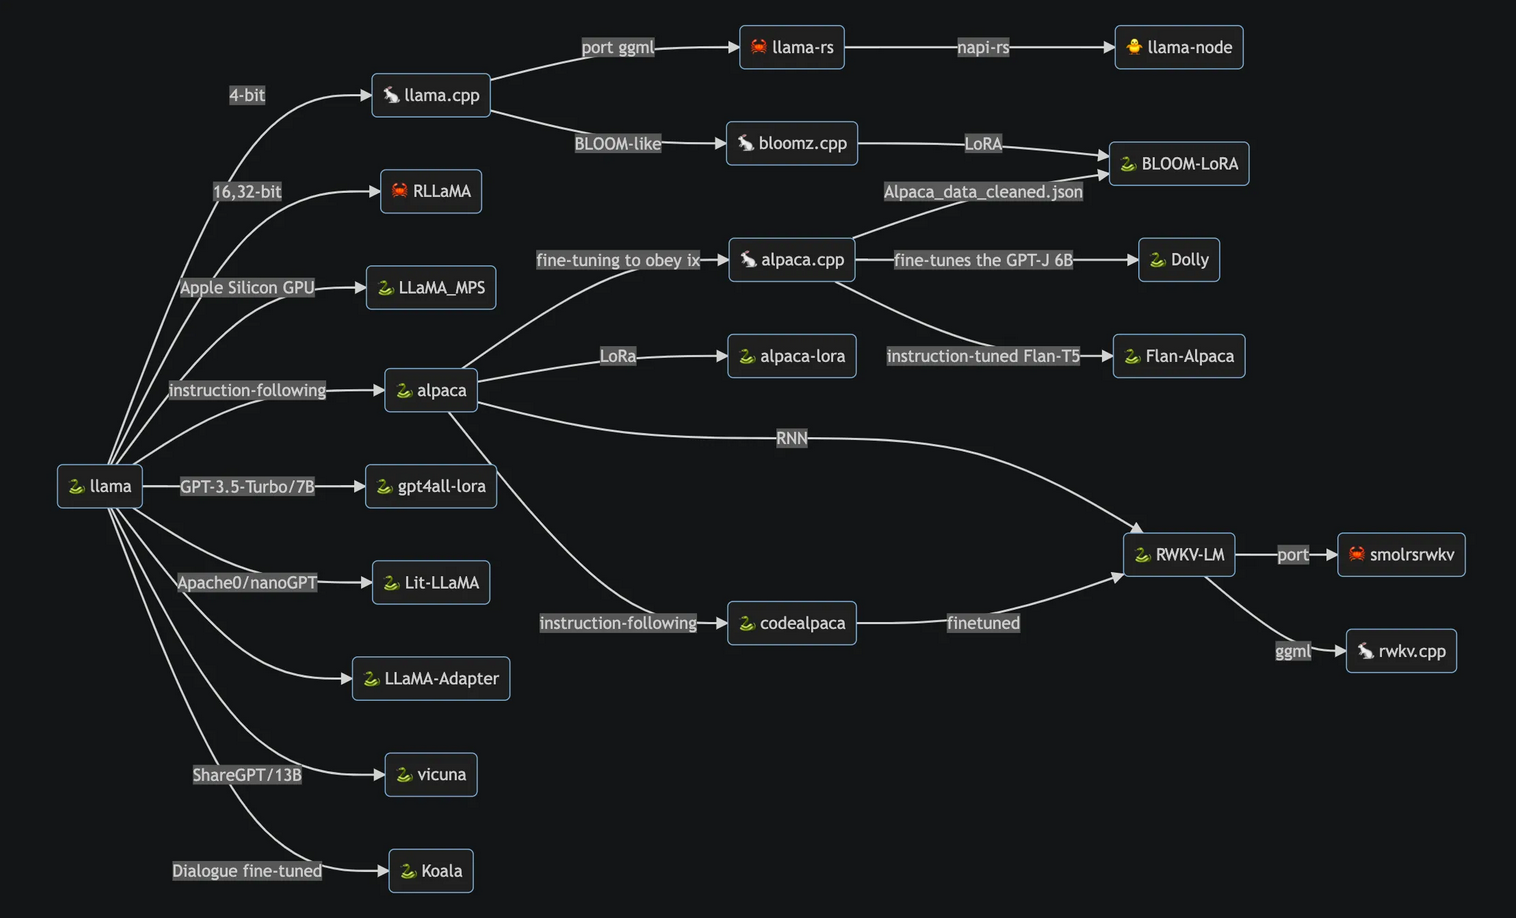 port ggml
🦀 llama-rs
napi-rs
🐥 llama-node
4-bit
🐇 llama.cpp
BLOOM-like
🐇 bloomz.cpp
LoRA
🐍 BLOOM-LoRA
16,32-bit
🦀 RLLaMA
Alpaca_data_cleaned.json
fine-tuning to obey ix
🐇 alpaca.cpp
fine-tunes the GPT-J 6B
🐍 Dolly
Apple Silicon GPU
🐍 LLaMA_MPS
LoRa
🐍 alpaca-lora
instruction-tuned Flan-T5
🐍 Flan-Alpaca
instruction-following
🐍 alpaca
RNN
🐍 llama
GPT-3.5-Turbo/7B
🐍 gpt4all-lora
🐍 RWKV-LM
port
🦀 smolrsrwkv
Apache0/nanoGPT
🐍 Lit-LLaMA
instruction-following
🐍 codealpaca
finetuned
ggml
🐇 rwkv.cpp
🐍 LLaMA-Adapter
ShareGPT/13B
🐍 vicuna
Dialogue fine-tuned
🐍 Koala